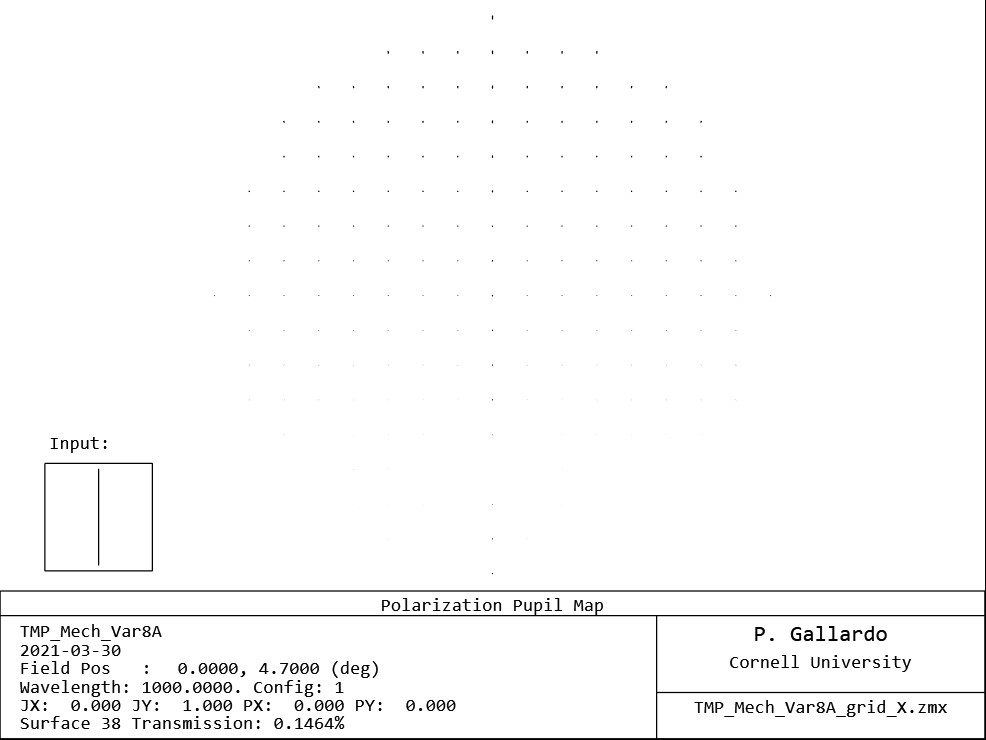 Input:
Polarization Pupil Map
TMP_Mech_Var8A
2021-03-30
Field Pos   :   0.0000, 4.7000 (deg)
Wavelength: 1000.0000. Config: 1
JX:  0.000 JY:  1.000 PX:  0.000 PY:  0.000
Surface 38 Transmission: 0.1464%
P. Gallardo
Cornell University
TMP_Mech_Var8A_grid_X.zmx